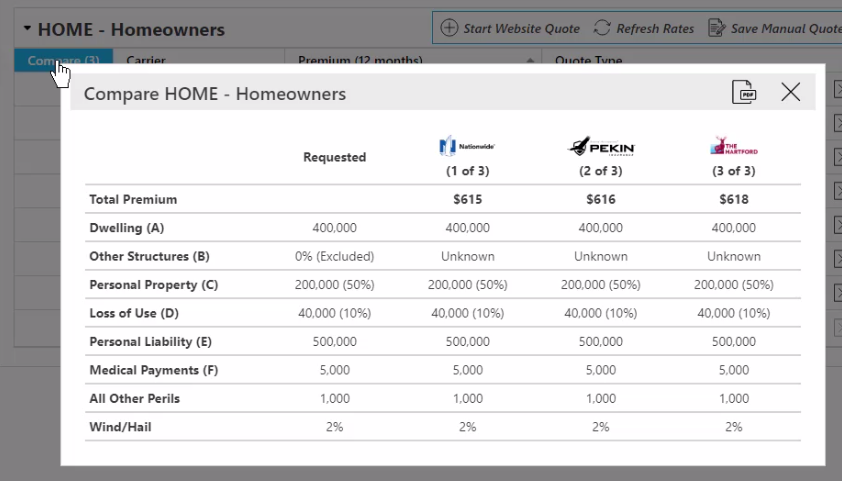 HOME - Homeowners
Start Website Quote Refresh Rates Save Manual Quote
Compare (3) Carrier Premium (12 months) Quote Type
Compare HOME - Homeowners PDF
Nationwide PEKIN INSURANCE THE HARTFORD
Requested (1 of 3) (2 of 3) (3 of 3)
Total Premium $615 $616 $618
Dwelling (A) 400,000 400,000 400,000 400,000
Other Structures (B) 0% (Excluded) Unknown Unknown Unknown
Personal Property (C) 200,000 (50%) 200,000 (50%) 200,000 (50%) 200,000 (50%)
Loss of Use (D) 40,000 (10%) 40,000 (10%) 40,000 (10%) 40,000 (10%)
Personal Liability (E) 500,000 500,000 500,000 500,000
Medical Payments (F) 5,000 5,000 5,000 5,000
All Other Perils 1,000 1,000 1,000 1,000
Wind/Hail 2% 2% 2% 2%